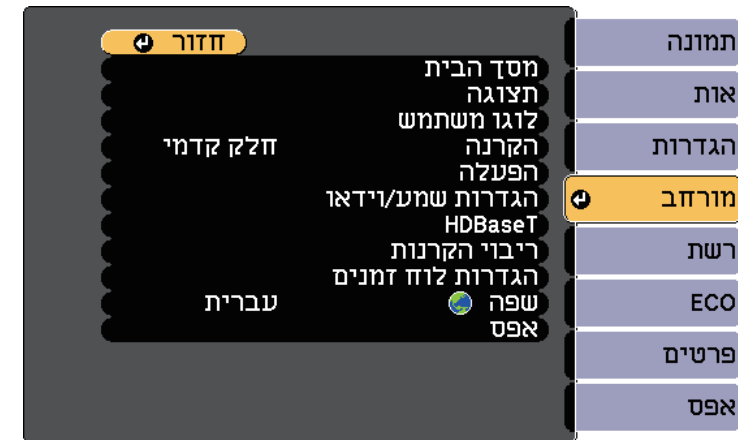 תמונה
אות
הגדרות
מורחב
רשת
ECO
פרטים
אפס
חזור
מסך הבית
תצוגה
לוגו משתמש
הקרנה חלק קדמי
הפעלה
הגדרות שמע/וידאו
HDBaseT
ריבוי הקרנות
הגדרות לוח זמנים
שפה עברית
אפס